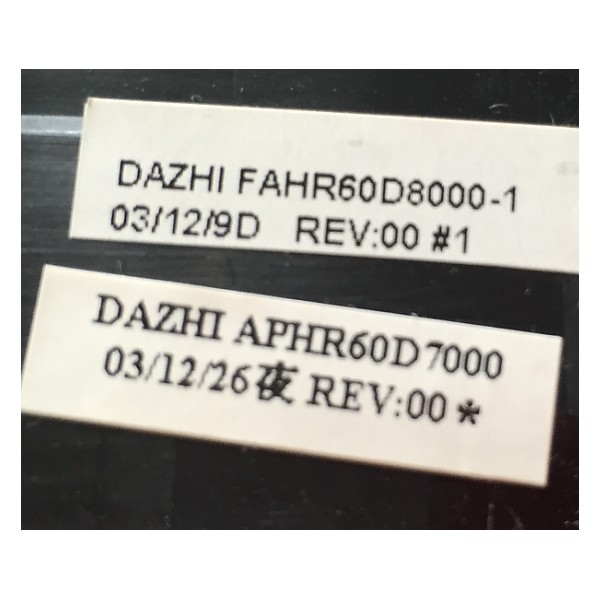 DAZHI FAHR60D8000-1
03/12/9D REV:00 #1
DAZHI APHR60D7000
03/12/26夜 REV:00*